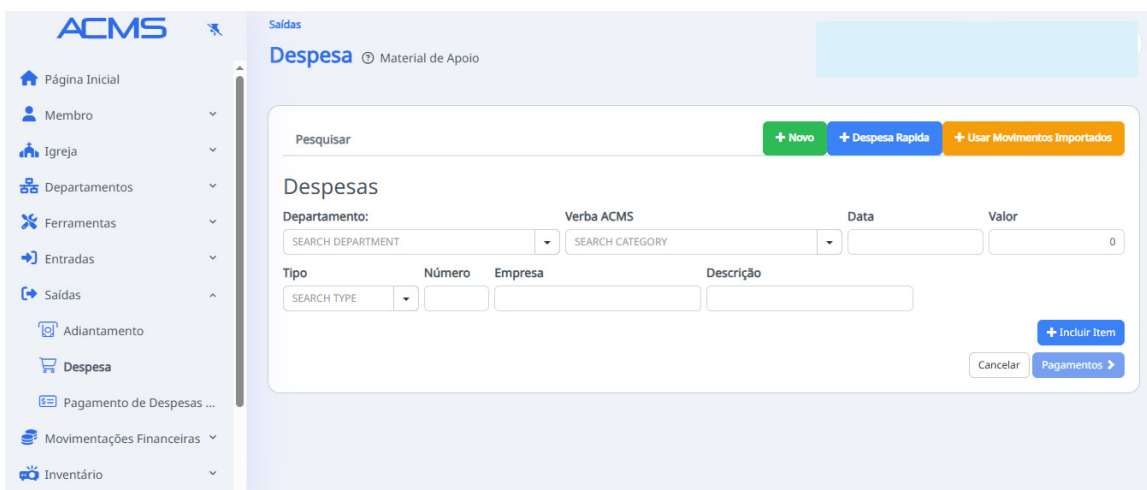 ACMS
Página Inicial
Membro
Igreja
Departamentos
Ferramentas
Entradas
Saídas
Adiantamento
Despesa
Pagamento de Despesas ...
Movimentações Financeiras
Inventário
Saídas
Despesa ? Material de Apoio
Pesquisar
+ Novo
+ Despesa Rapida
+ Usar Movimentos Importados
Despesas
Departamento: Verba ACMS Data Valor
SEARCH DEPARTMENT SEARCH CATEGORY 0
Tipo Número Empresa Descrição
SEARCH TYPE
+ Incluir Item
Cancelar Pagamentos >